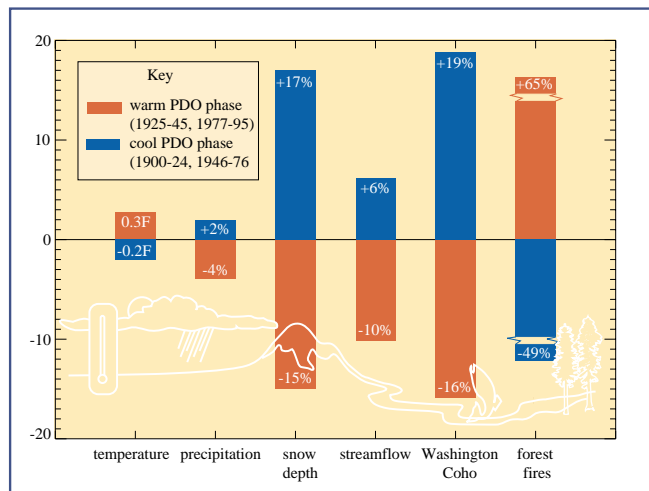 20
10
0
-10
-20
Key
warm PDO phase
(1925-45, 1977-95)
cool PDO phase
(1900-24, 1946-76
0.3F
-0.2F
+2%
-4%
+17%
-15%
+6%
-10%
+19%
-16%
+65%
-49%
temperature
precipitation
snow
depth
streamflow
Washington
Coho
forest
fires